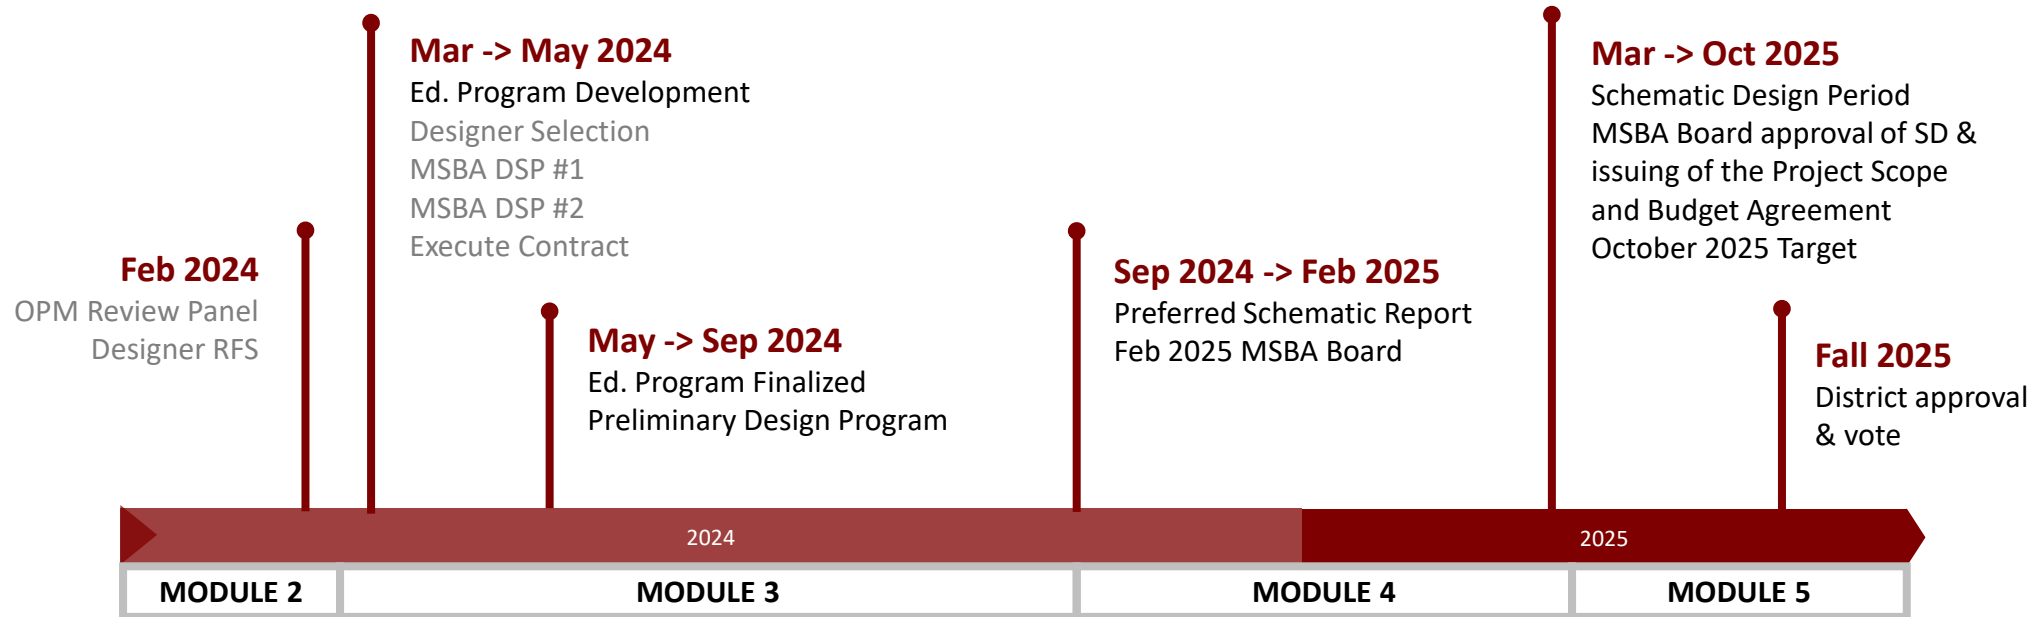 Feb 2024
OPM Review Panel
Designer RFS
Mar -> May 2024
Ed. Program Development
Designer Selection
MSBA DSP #1
MSBA DSP #2
Execute Contract
May -> Sep 2024
Ed. Program Finalized
Preliminary Design Program
Sep 2024 -> Feb 2025
Preferred Schematic Report
Feb 2025 MSBA Board
Mar -> Oct 2025
Schematic Design Period
MSBA Board approval of SD &
issuing of the Project Scope
and Budget Agreement
October 2025 Target
Fall 2025
District approval
& vote
2024
2025
MODULE 2
MODULE 3
MODULE 4
MODULE 5